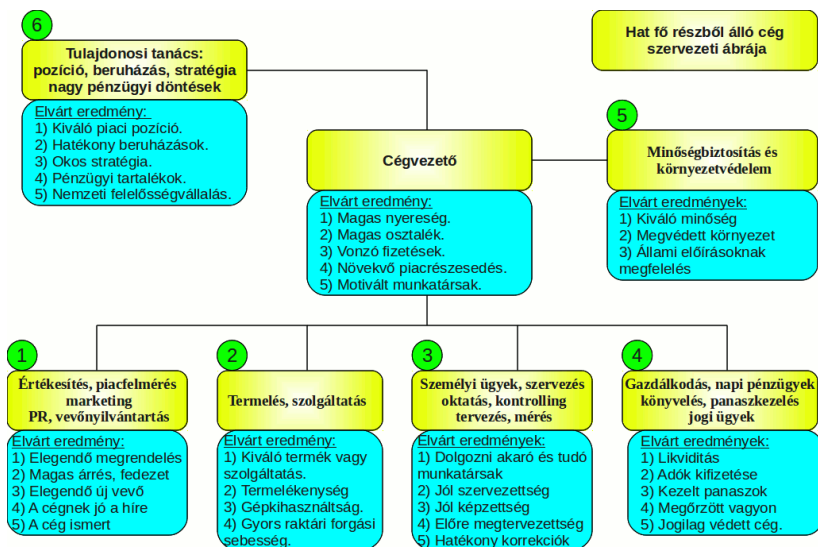 6
Tulajdonosi tanács:
pozíció, beruházás, stratégia
nagy pénzügyi döntések
Elvárt eredmény:
1) Kiváló piaci pozíció.
2) Hatékony beruházások.
3) Okos stratégia.
4) Pénzügyi tartalékok.
5) Nemzeti felelősségvállalás.
Hat fő részből álló cég
szervezeti ábrája
Cégvezető
Elvárt eredmény:
1) Magas nyereség.
2) Magas osztalék.
3) Vonzó fizetések.
4) Növekvő piacrészesedés.
5) Motivált munkatársak.
5
Minőségbiztosítás és
környezetvédelem
Elvárt eredmények:
1) Kiváló minőség
2) Megvédett környezet
3) Állami előírásoknak
megfelelés
1
Értékesítés, piacfelmérés
marketing
PR, vevőnyilvántartás
Elvárt eredmény:
1) Elegendő megrendelés
2) Magas árrés, fedezet
3) Elegendő új vevő
4) A cégnek jó a híre
5) A cég ismert
2
Termelés, szolgáltatás
Elvárt eredmény:
1) Kiváló termék vagy
szolgáltatás.
2) Termelékenység
3) Gépkihasználtság.
4) Gyors raktári forgási
sebesség.
3
Személyi ügyek, szervezés
oktatás, kontrolling
tervezés, mérés
Elvárt eredmények:
1) Dolgozni akaró és tudó
munkatársak
2) Jól szervezettség
3) Jól képzettség
4) Előre megtervezettség
5) Hatékony korrekciók
4
Gazdálkodás, napi pénzügyek
könyvelés, panaszkezelés
jogi ügyek
Elvárt eredmények:
1) Likviditás
2) Adók kifizetése
3) Kezelt panaszok
4) Megőrzött vagyon
5) Jogilag védett cég.